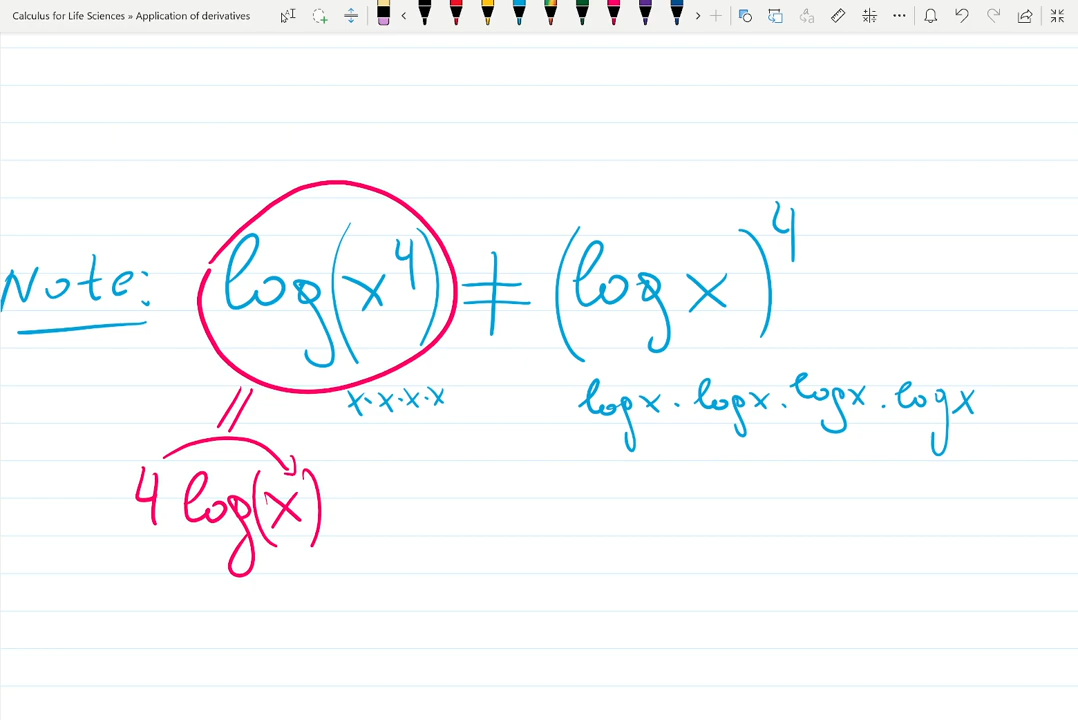 Calculus for Life Sciences » Application of derivatives
Note: log(x⁴) ≠ (log x)⁴
x·x·x·x log x · log x · log x · log x
//
4 log(x)